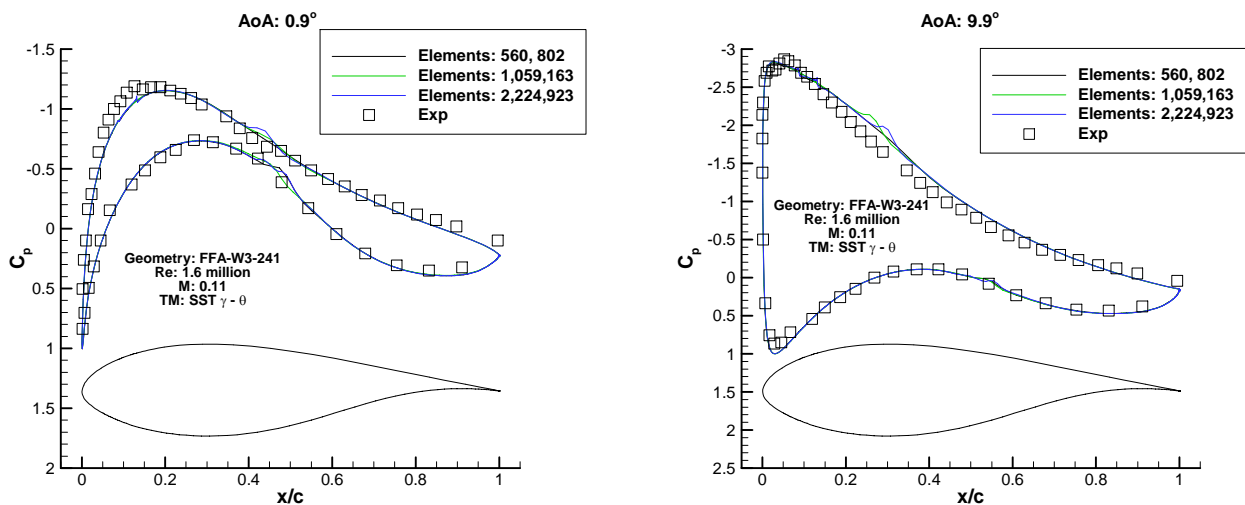 AoA: 0.9°
-1.5
-1
-0.5
0
0.5
1
1.5
2
Cp
Elements: 560, 802
Elements: 1,059,163
Elements: 2,224,923
Exp
Geometry: FFA-W3-241
Re: 1.6 million
M: 0.11
TM: SST γ - θ
0 0.2 0.4 0.6 0.8 1
x/c
AoA: 9.9°
-3
-2.5
-2
-1.5
-1
-0.5
0
0.5
1
1.5
2
2.5
Cp
Elements: 560, 802
Elements: 1,059,163
Elements: 2,224,923
Exp
Geometry: FFA-W3-241
Re: 1.6 million
M: 0.11
TM: SST γ - θ
0 0.2 0.4 0.6 0.8 1
x/c